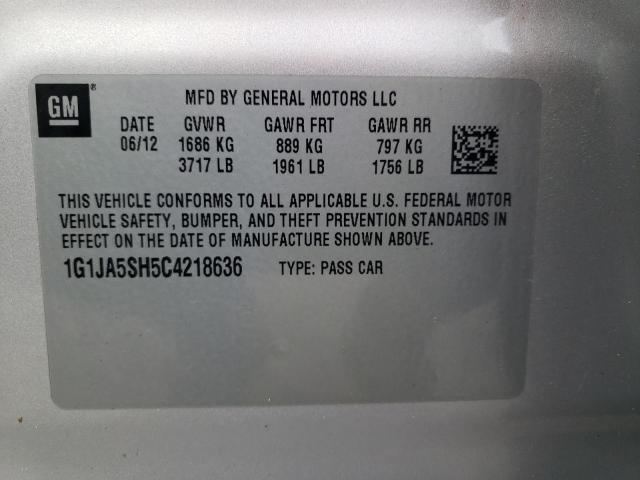 GM ®
MFD BY GENERAL MOTORS LLC
DATE GVWR GAWR FRT GAWR RR
06/12 1686 KG 889 KG 797 KG
3717 LB 1961 LB 1756 LB
THIS VEHICLE CONFORMS TO ALL APPLICABLE U.S. FEDERAL MOTOR
VEHICLE SAFETY, BUMPER, AND THEFT PREVENTION STANDARDS IN
EFFECT ON THE DATE OF MANUFACTURE SHOWN ABOVE.
1G1JA5SH5C4218636 TYPE: PASS CAR